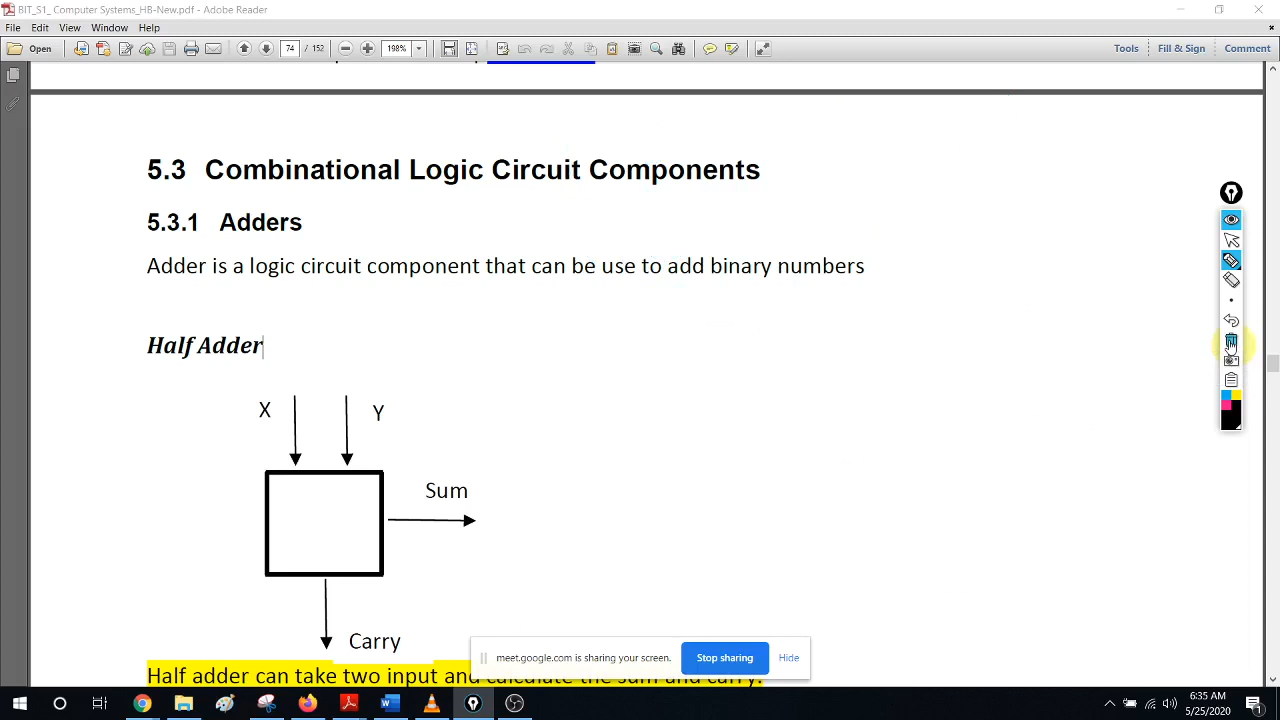 BIT_S1_ Computer Systems_HB-New.pdf - Adobe Reader
File Edit View Window Help
Open 74 / 152 198% Tools Fill & Sign Comment
5.3 Combinational Logic Circuit Components
5.3.1 Adders
Adder is a logic circuit component that can be use to add binary numbers
Half Adder
X Y
Sum
Carry
meet.google.com is sharing your screen. Stop sharing Hide
Half adder can take two input and calculate the sum and carry.
6:35 AM
5/25/2020